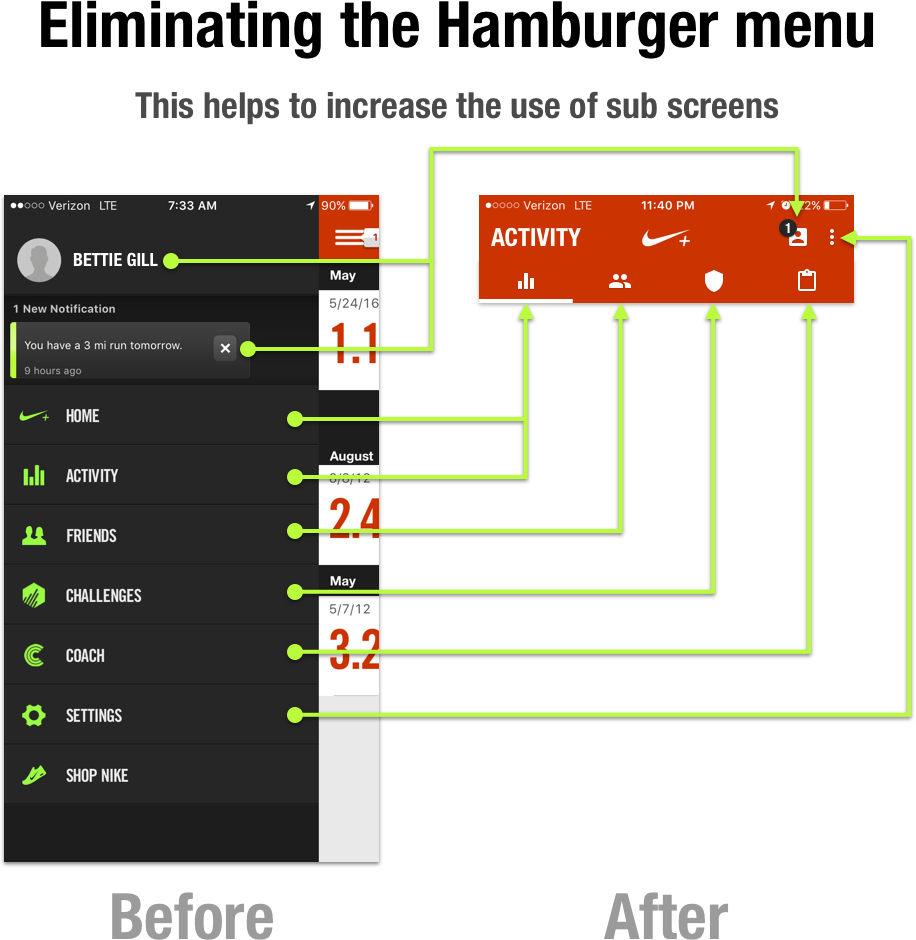 Eliminating the Hamburger menu
This helps to increase the use of sub screens
Verizon LTE 7:33 AM 90%
BETTIE GILL
1
1 New Notification
You have a 3 mi run tomorrow.
9 hours ago
HOME
ACTIVITY
FRIENDS
CHALLENGES
COACH
SETTINGS
SHOP NIKE
May
5/24/16
1.1
August
2.4
May
5/7/12
3.2
Verizon LTE 11:40 PM 22%
ACTIVITY
1
Before
After